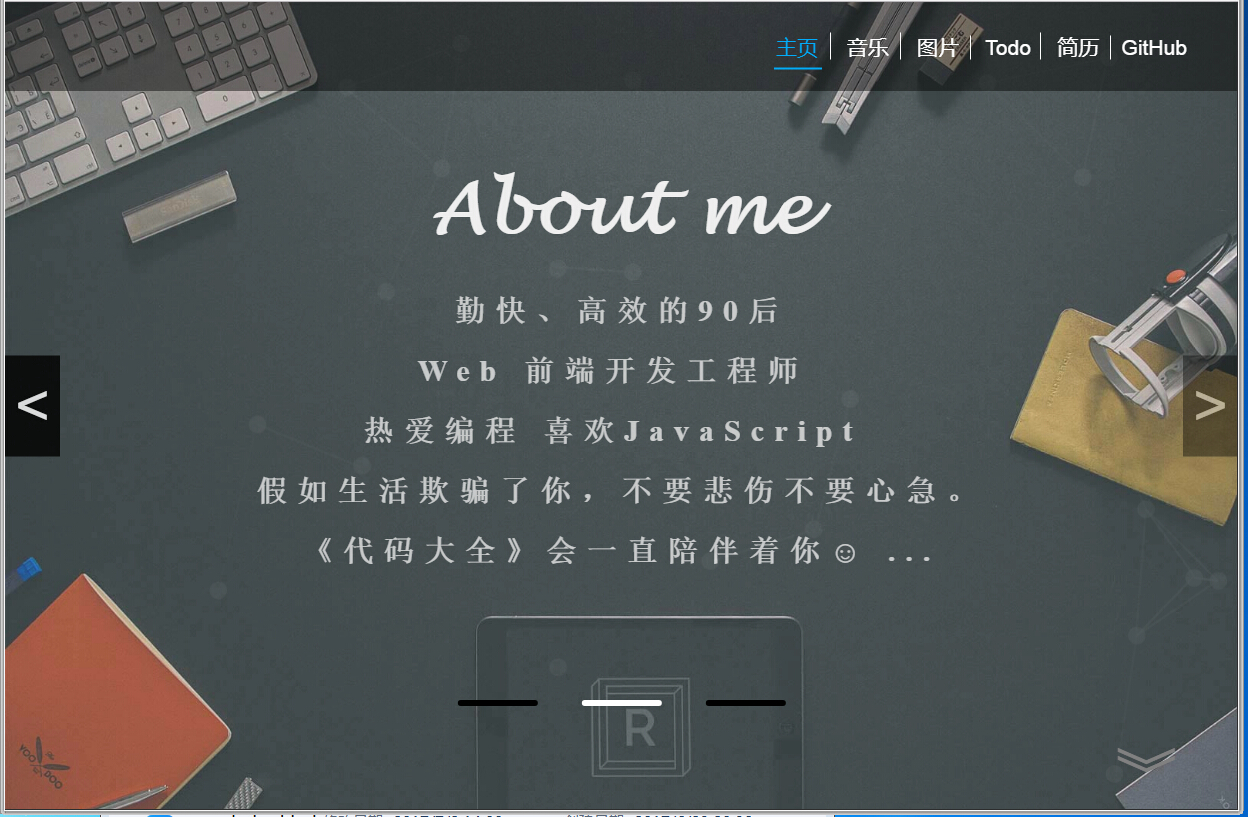 主页 音乐 图片 Todo 简历 GitHub
About me
勤快、高效的90后
Web 前端开发工程师
热爱编程 喜欢JavaScript
假如生活欺骗了你，不要悲伤不要心急。
《代码大全》会一直陪伴着你☺ ...
< >
R